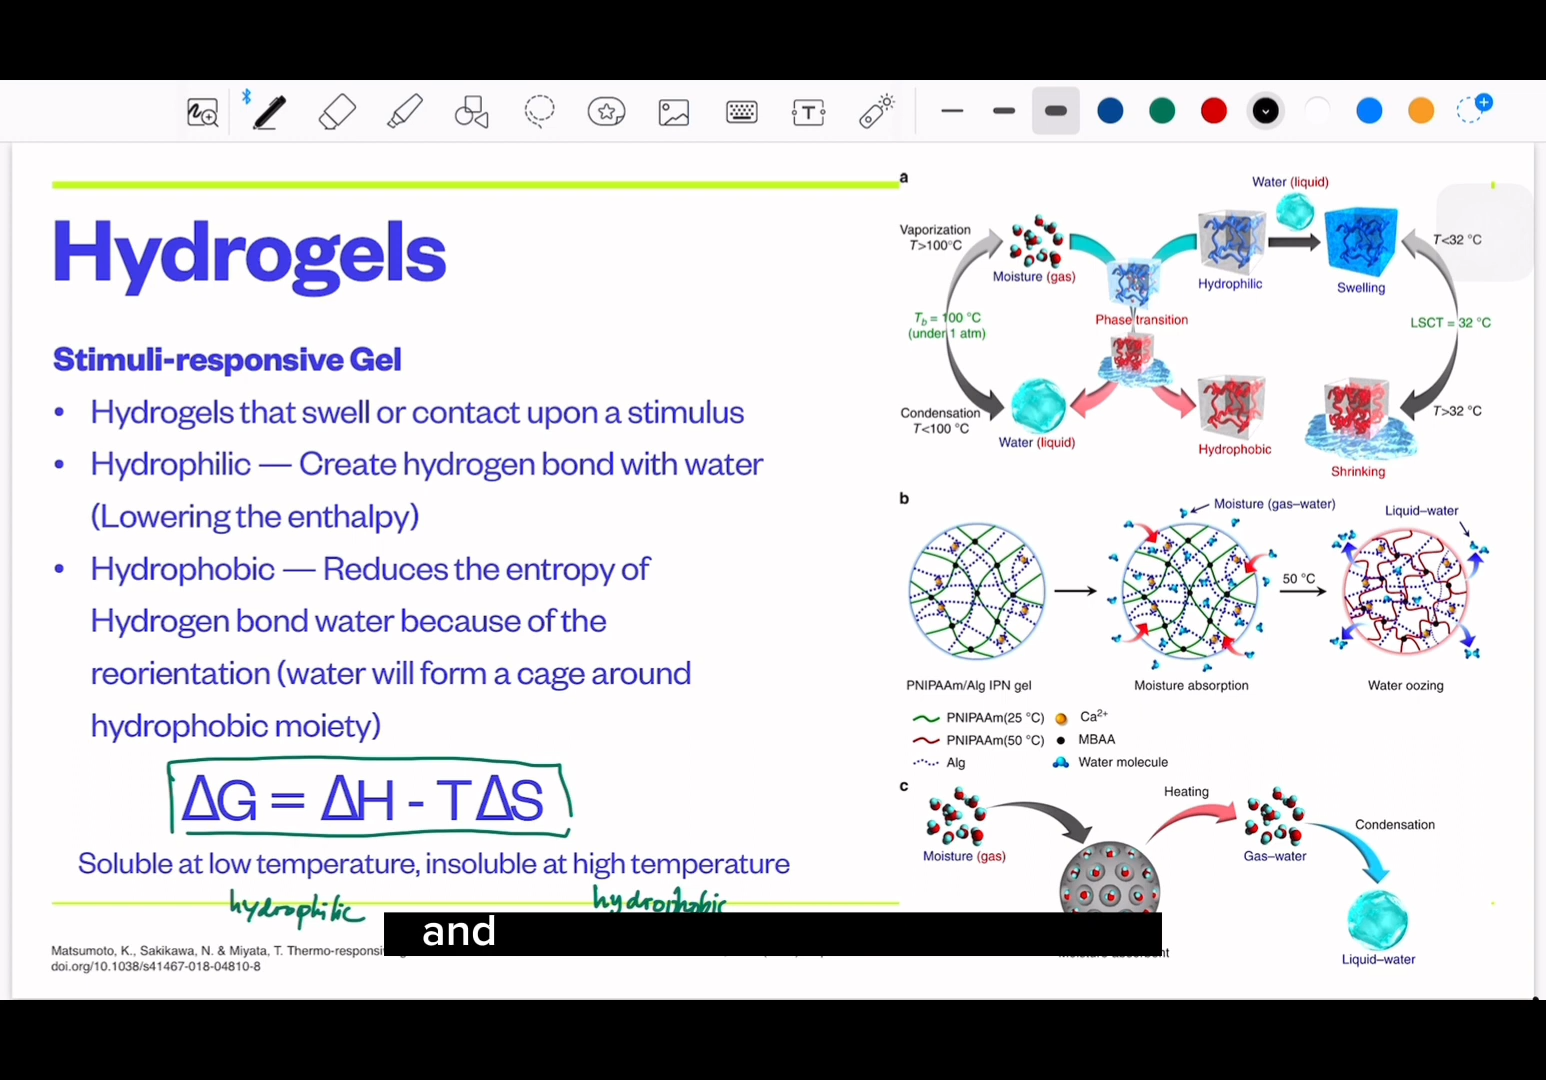 Hydrogels
Stimuli-responsive Gel
• Hydrogels that swell or contact upon a stimulus
• Hydrophilic — Create hydrogen bond with water
(Lowering the enthalpy)
• Hydrophobic — Reduces the entropy of
Hydrogen bond water because of the
reorientation (water will form a cage around
hydrophobic moiety)
ΔG = ΔH - TΔS
Soluble at low temperature, insoluble at high temperature
hydrophilic
hydrophobic
and
Matsumoto, K., Sakikawa, N. & Miyata, T. Thermo-responsi
doi.org/10.1038/s41467-018-04810-8
a
Water (liquid)
Vaporization
T>100°C
Moisture (gas)
Hydrophilic
Swelling
T<32 °C
Tb = 100 °C
(under 1 atm)
Phase transition
LSCT = 32 °C
Condensation
T<100 °C
Water (liquid)
Hydrophobic
Shrinking
T>32 °C
b
Moisture (gas–water)
Liquid–water
50 °C
PNIPAAm/Alg IPN gel
Moisture absorption
Water oozing
PNIPAAm(25 °C)
Ca2+
PNIPAAm(50 °C)
MBAA
Alg
Water molecule
c
Heating
Condensation
Moisture (gas)
Gas–water
Liquid–water
T